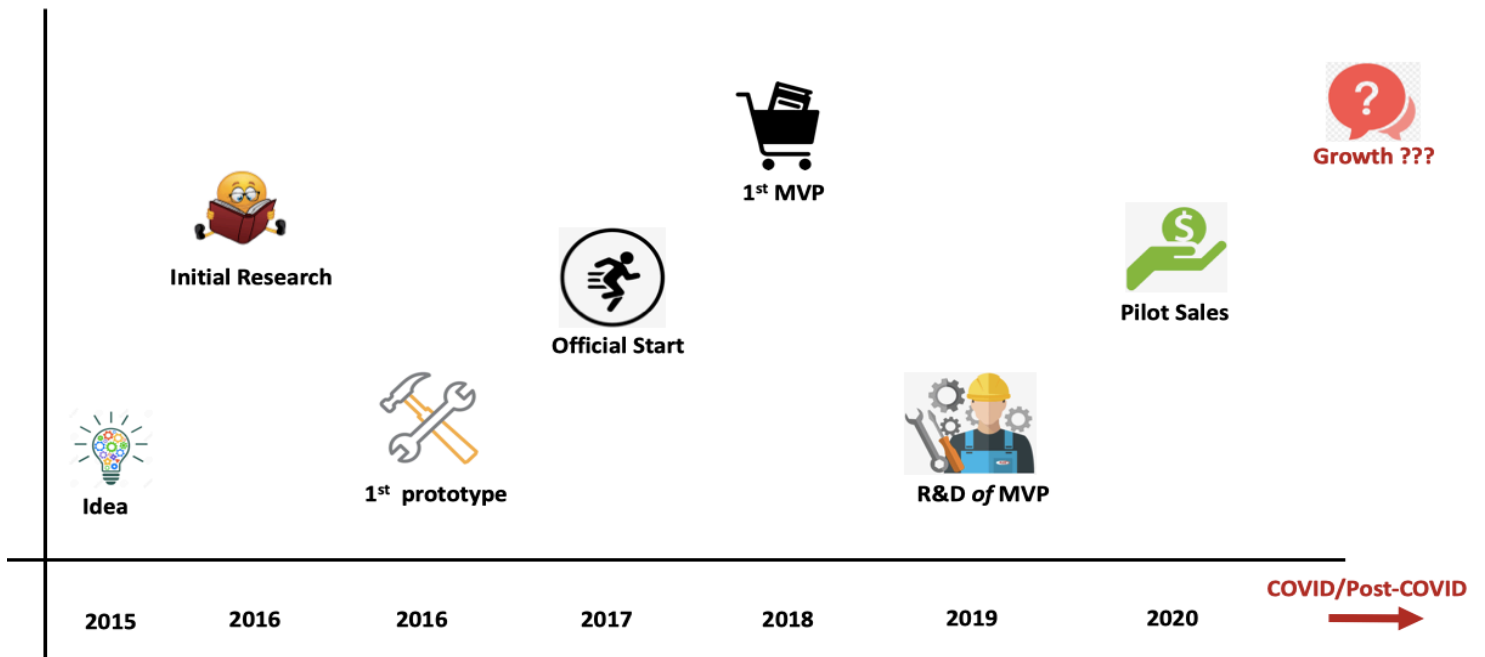 ?
Growth ???
1st MVP
Initial Research
$
Pilot Sales
Official Start
1st prototype
R&D of MVP
Idea
COVID/Post-COVID
2015 2016 2016 2017 2018 2019 2020